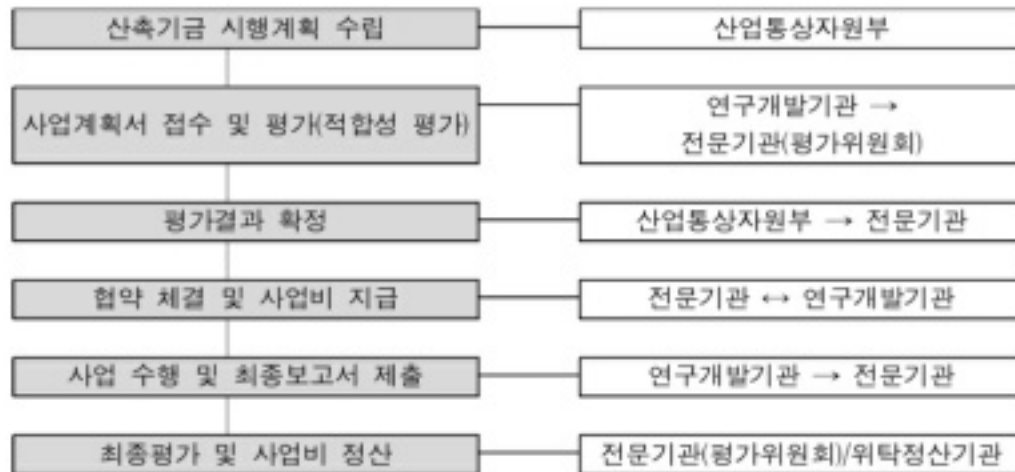 산축기금 시행계획 수립
산업통상자원부
사업계획서 접수 및 평가(적합성 평가)
연구개발기관 →
전문기관(평가위원회)
평가결과 확정
산업통상자원부 → 전문기관
협약 체결 및 사업비 지급
전문기관 ↔ 연구개발기관
사업 수행 및 최종보고서 제출
연구개발기관 → 전문기관
최종평가 및 사업비 정산
전문기관(평가위원회)/위탁정산기관